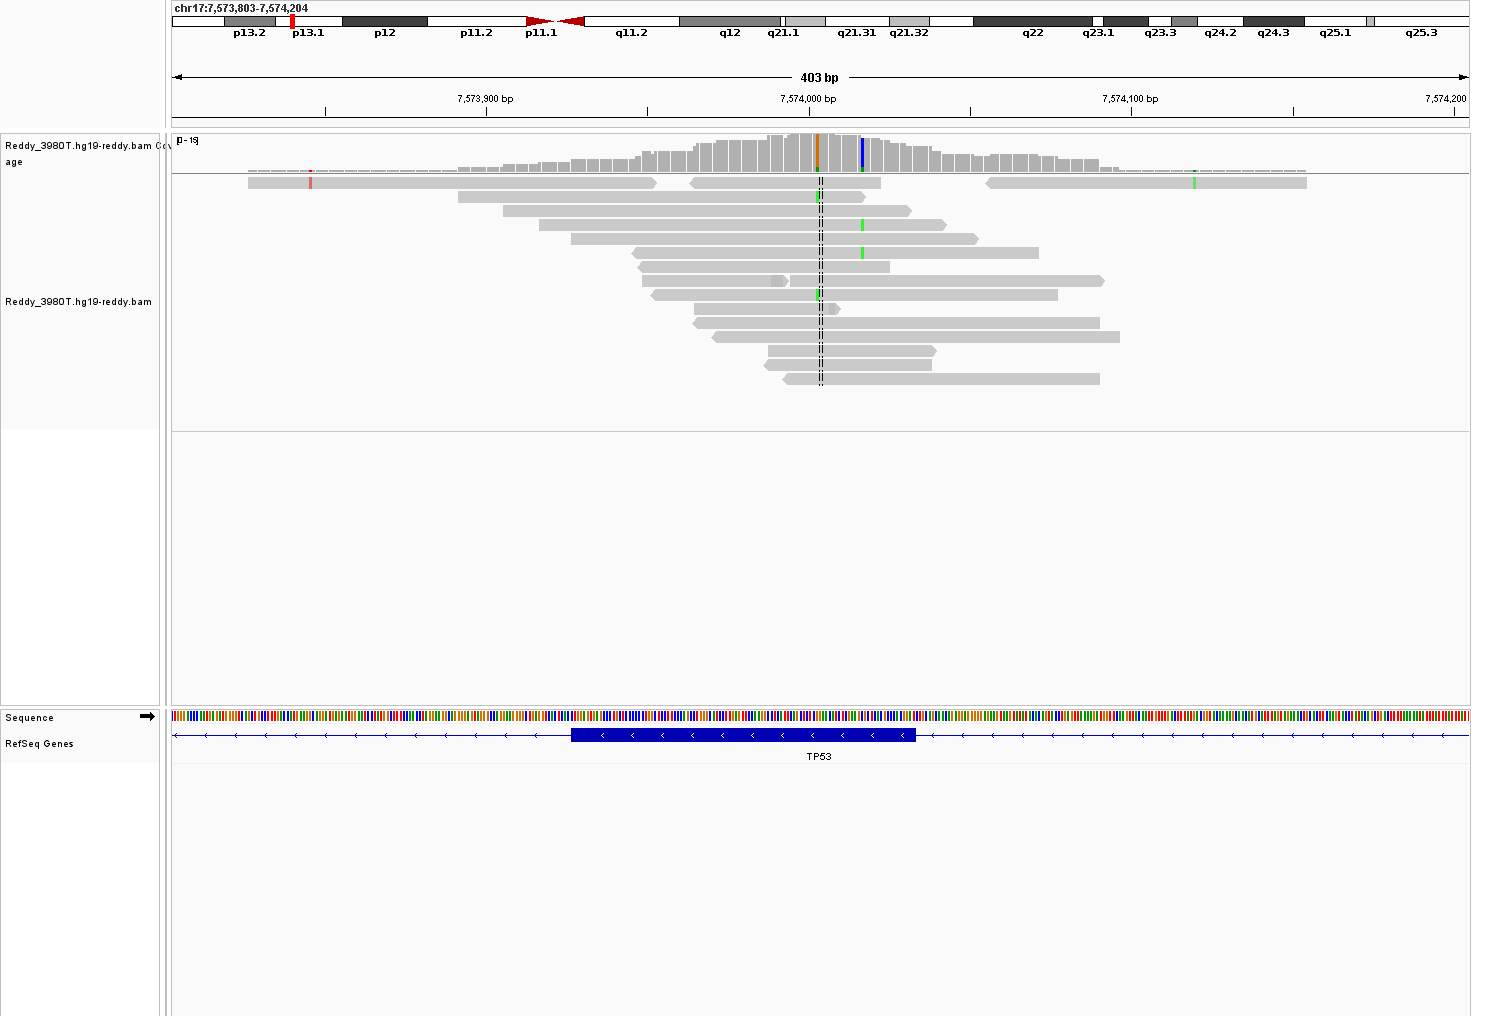 chr17:7,573,803-7,574,204
p13.2 p13.1 p12 p11.2 p11.1 q11.2 q12 q21.1 q21.31 q21.32 q22 q23.1 q23.3 q24.2 q24.3 q25.1 q25.3
403 bp
7,573,900 bp 7,574,000 bp 7,574,100 bp 7,574,200
Reddy_3980T.hg19-reddy.bam Cov
age
[0 - 19]
Reddy_3980T.hg19-reddy.bam
Sequence
RefSeq Genes
TP53